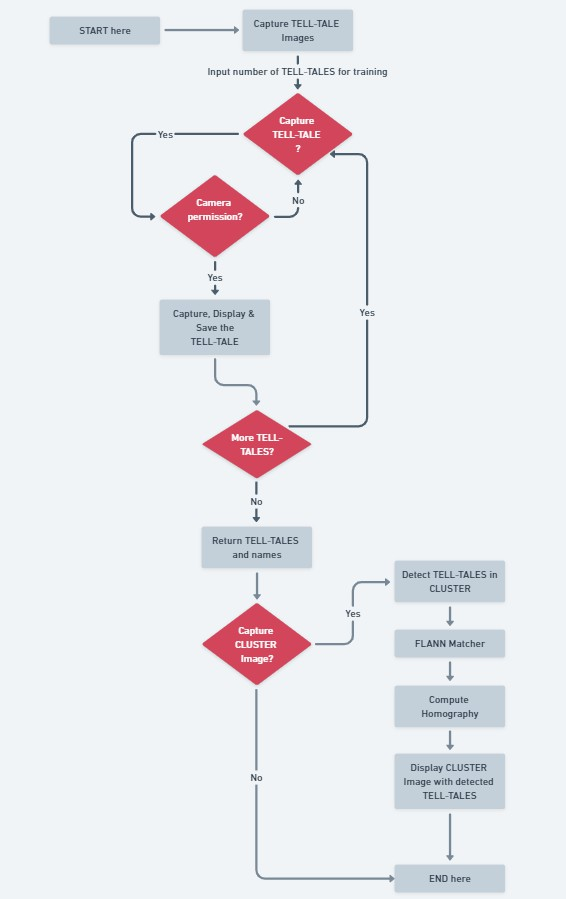 START here
Capture TELL-TALE
Images
Input number of TELL-TALES for training
Capture
TELL-TALE
?
Yes
Camera
permission?
No
Yes
Capture, Display &
Save the
TELL-TALE
Yes
More TELL-
TALES?
No
Return TELL-TALES
and names
Capture
CLUSTER
Image?
Yes
Detect TELL-TALES in
CLUSTER
FLANN Matcher
Compute
Homography
Display CLUSTER
Image with detected
TELL-TALES
No
END here